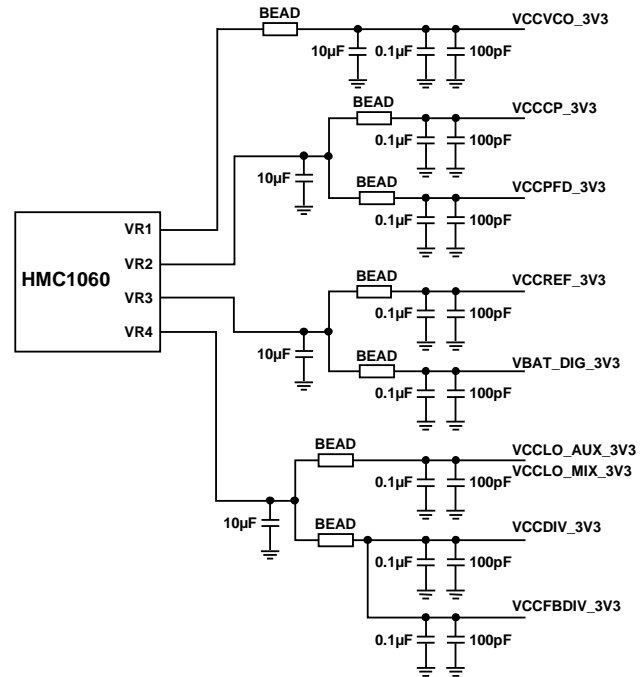 BEAD
VCCVCO_3V3
10µF
0.1µF
100pF
BEAD
VCCCP_3V3
0.1µF
100pF
10µF
BEAD
VCCPFD_3V3
0.1µF
100pF
HMC1060
VR1
VR2
VR3
VR4
BEAD
VCCREF_3V3
0.1µF
100pF
10µF
BEAD
VBAT_DIG_3V3
0.1µF
100pF
BEAD
VCCLO_AUX_3V3
VCCLO_MIX_3V3
0.1µF
100pF
10µF
BEAD
VCCDIV_3V3
0.1µF
100pF
VCCFBDIV_3V3
0.1µF
100pF